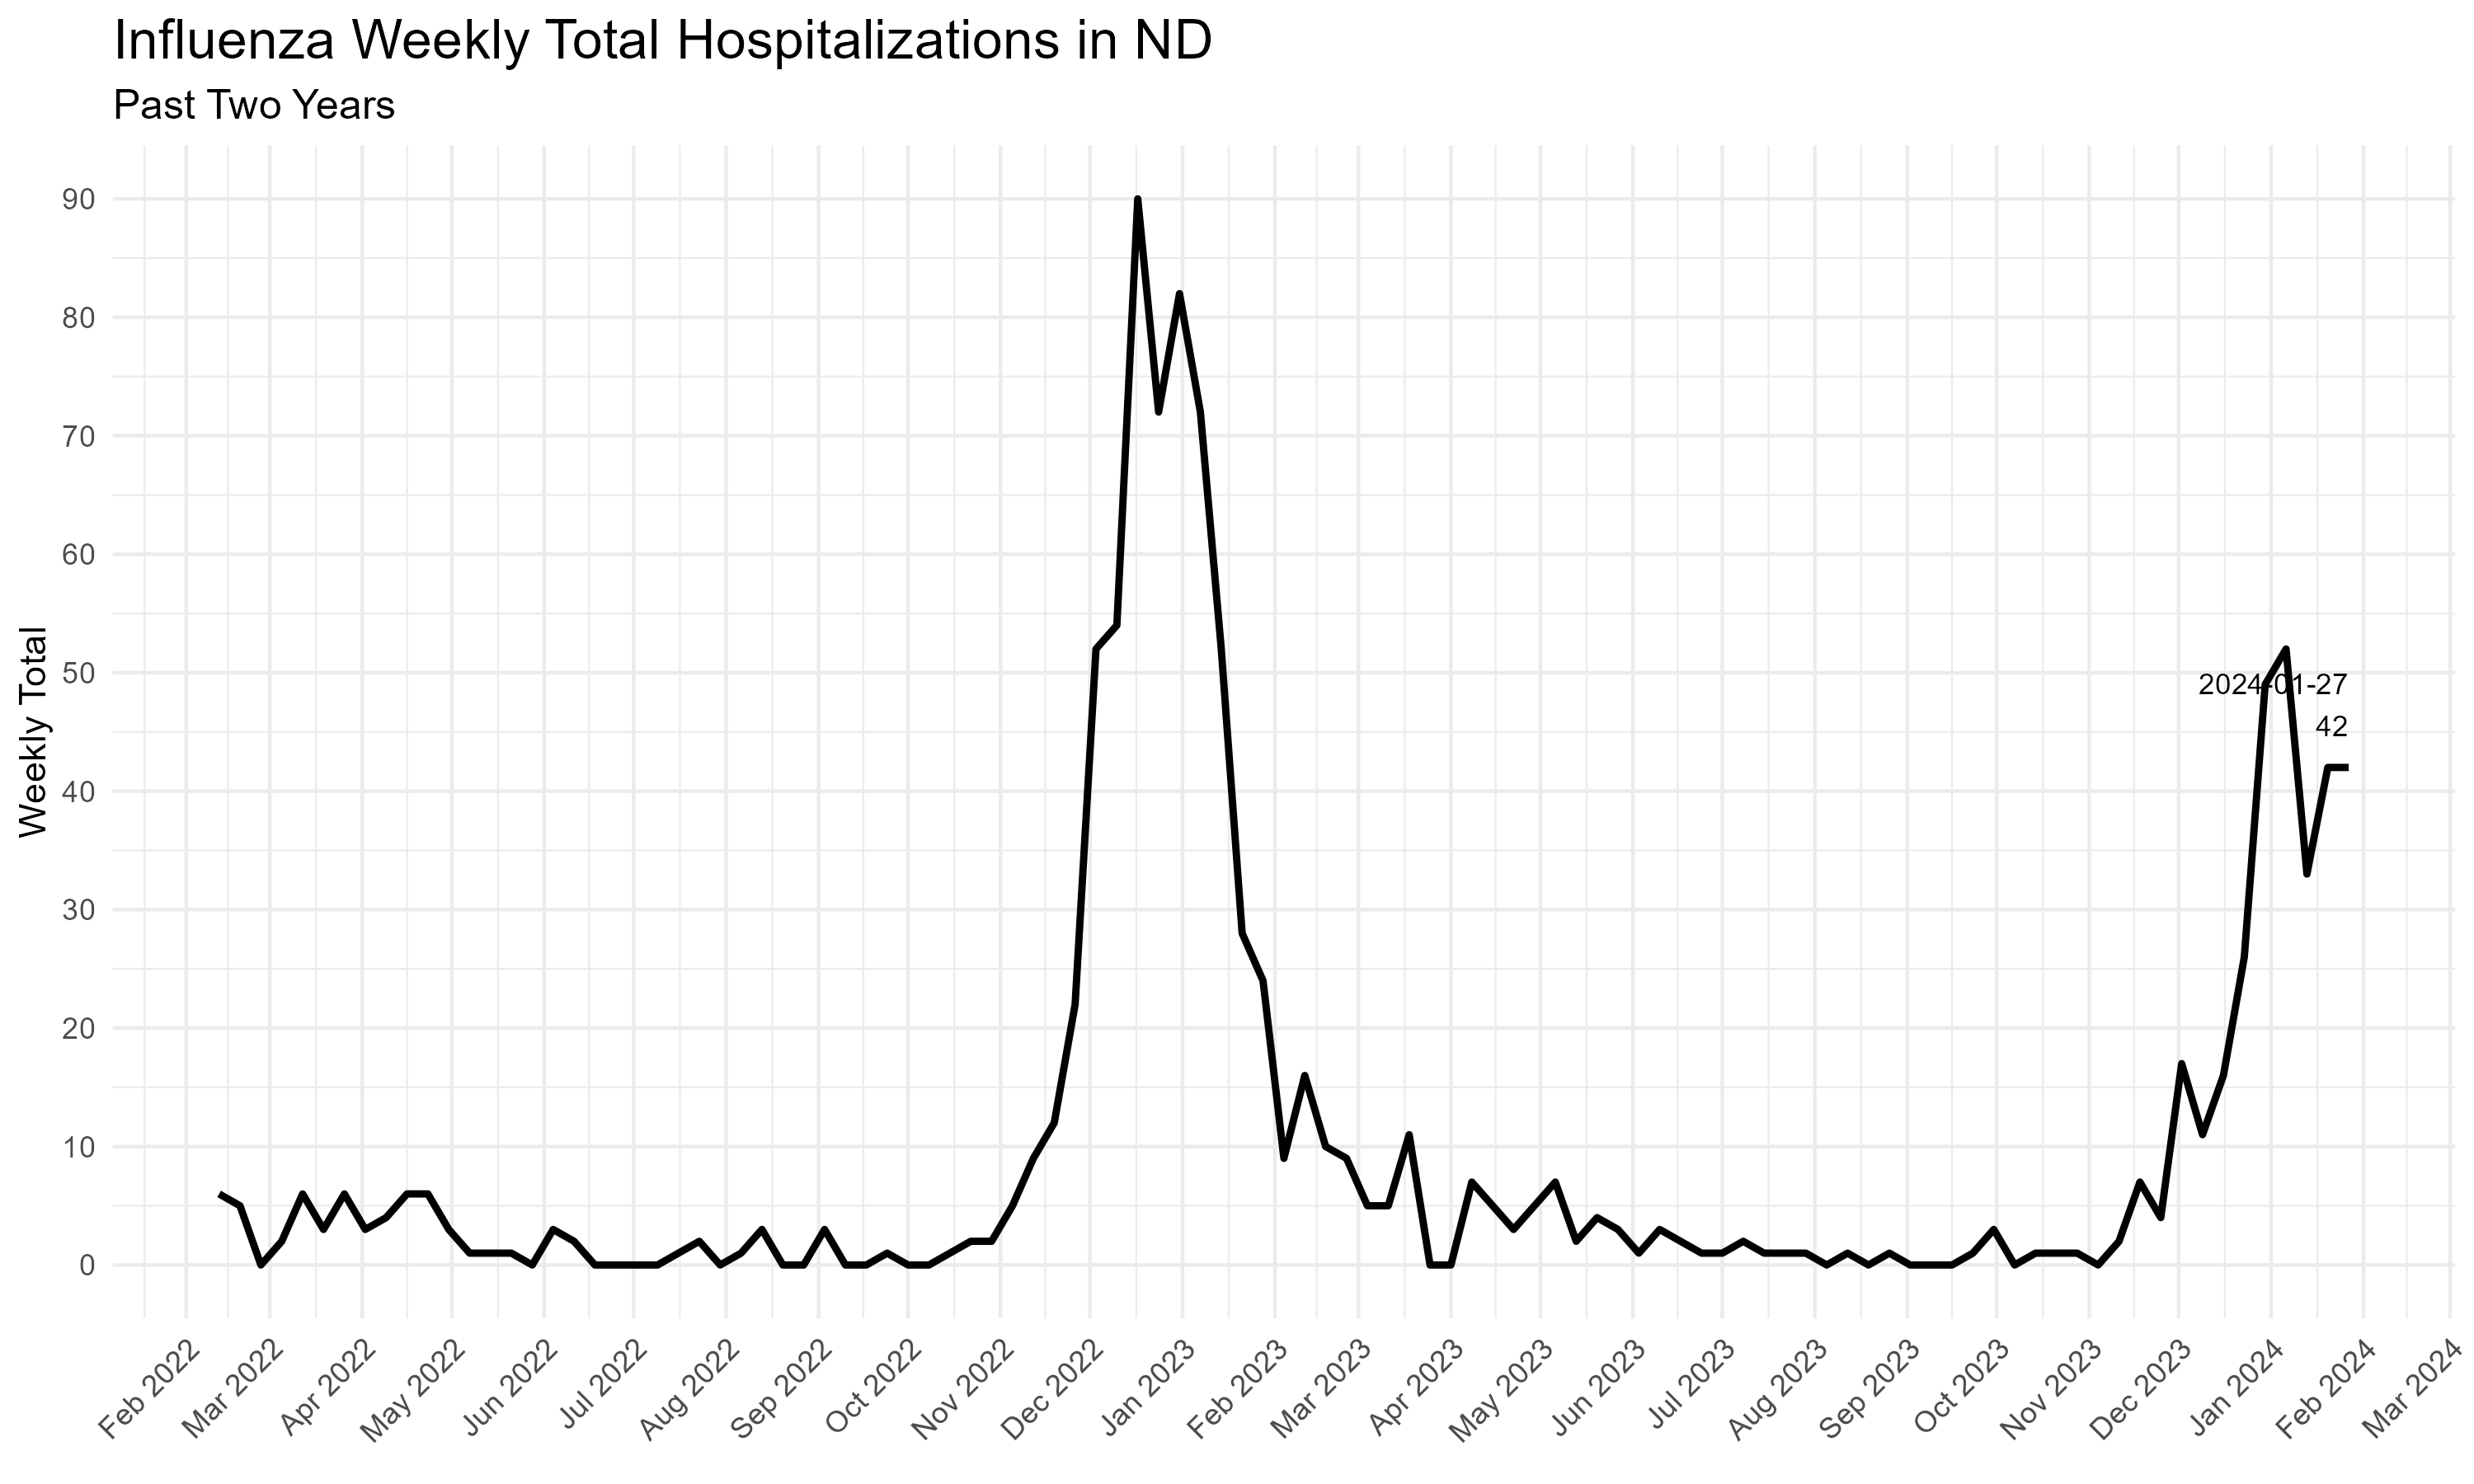 Influenza Weekly Total Hospitalizations in ND
Past Two Years
Weekly Total
90
80
70
60
50
40
30
20
10
0
2024-01-27
42
Feb 2022
Mar 2022
Apr 2022
May 2022
Jun 2022
Jul 2022
Aug 2022
Sep 2022
Oct 2022
Nov 2022
Dec 2022
Jan 2023
Feb 2023
Mar 2023
Apr 2023
May 2023
Jun 2023
Jul 2023
Aug 2023
Sep 2023
Oct 2023
Nov 2023
Dec 2023
Jan 2024
Feb 2024
Mar 2024